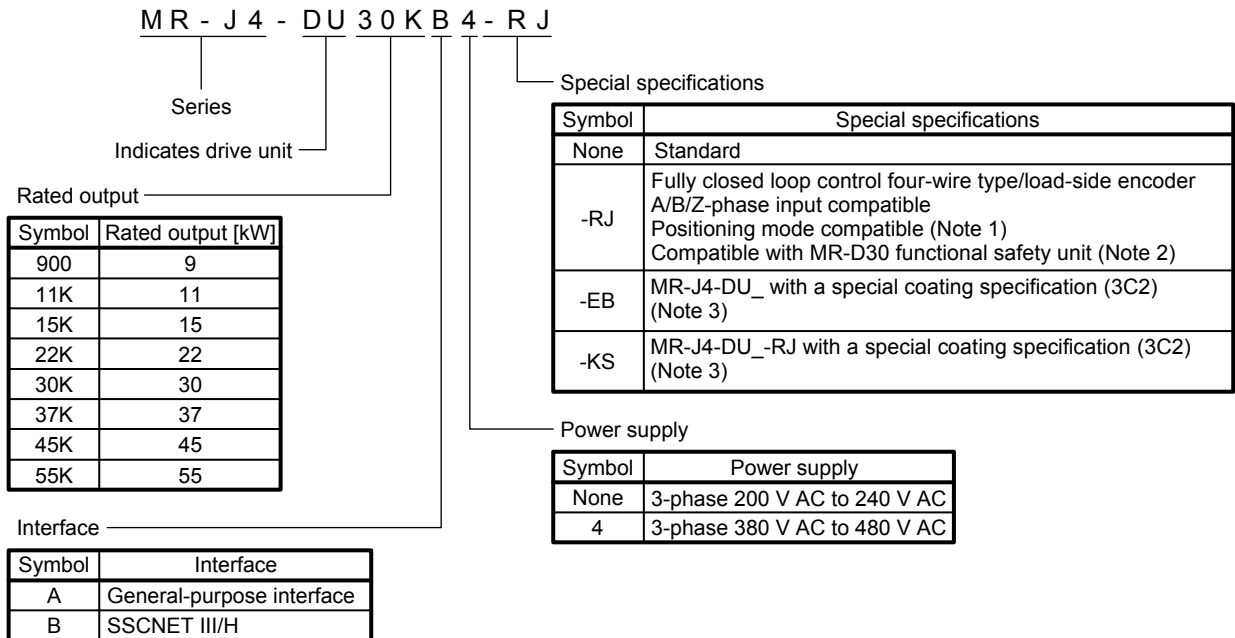 MR-J4-DU30KB4-RJ
Series
Indicates drive unit
Rated output
Symbol Rated output [kW]
900 9
11K 11
15K 15
22K 22
30K 30
37K 37
45K 45
55K 55
Interface
Symbol Interface
A General-purpose interface
B SSCNET III/H
Special specifications
Symbol Special specifications
None Standard
-RJ Fully closed loop control four-wire type/load-side encoder
A/B/Z-phase input compatible
Positioning mode compatible (Note 1)
Compatible with MR-D30 functional safety unit (Note 2)
-EB MR-J4-DU_ with a special coating specification (3C2)
(Note 3)
-KS MR-J4-DU_-RJ with a special coating specification (3C2)
(Note 3)
Power supply
Symbol Power supply
None 3-phase 200 V AC to 240 V AC
4 3-phase 380 V AC to 480 V AC